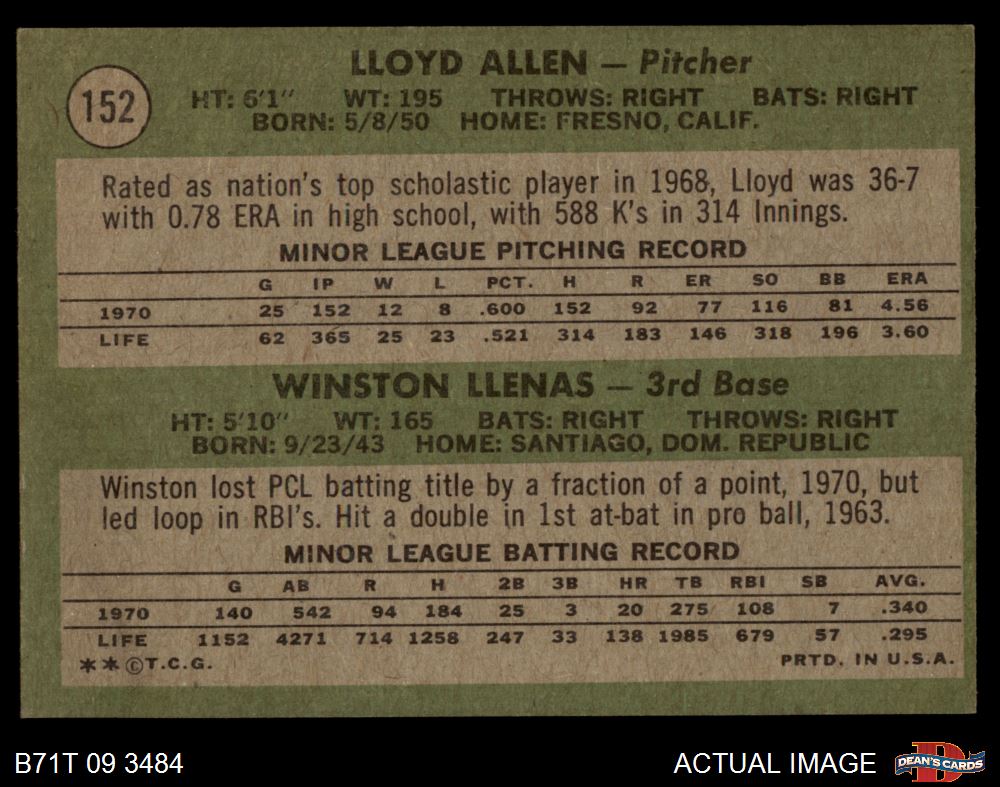 152
LLOYD ALLEN — Pitcher
HT: 6'1" WT: 195 THROWS: RIGHT BATS: RIGHT
BORN: 5/8/50 HOME: FRESNO, CALIF.
Rated as nation's top scholastic player in 1968, Lloyd was 36-7
with 0.78 ERA in high school, with 588 K's in 314 Innings.
MINOR LEAGUE PITCHING RECORD
G IP W L PCT. H R ER SO BB ERA
1970 25 152 12 8 .600 152 92 77 116 81 4.56
LIFE 62 365 25 23 .521 314 183 146 318 196 3.60
WINSTON LLENAS — 3rd Base
HT: 5'10" WT: 165 BATS: RIGHT THROWS: RIGHT
BORN: 9/23/43 HOME: SANTIAGO, DOM. REPUBLIC
Winston lost PCL batting title by a fraction of a point, 1970, but
led loop in RBI's. Hit a double in 1st at-bat in pro ball, 1963.
MINOR LEAGUE BATTING RECORD
G AB R H 2B 3B HR TB RBI SB AVG.
1970 140 542 94 184 25 3 20 275 108 7 .340
LIFE 1152 4271 714 1258 247 33 138 1985 679 57 .295
**©T.C.G. PRTD. IN U.S.A.
B71T 09 3484 ACTUAL IMAGE D DEAN'S CARDS